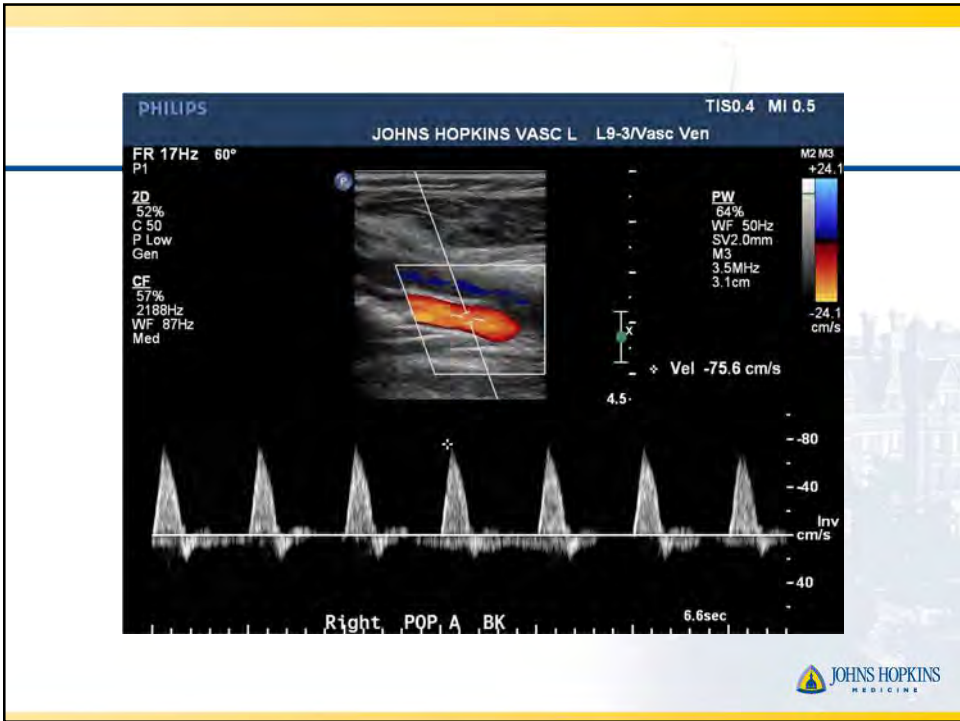 PHILIPS
TIS0.4 MI 0.5
JOHNS HOPKINS VASC L L9-3/Vasc Ven
FR 17Hz 60°
P1
2D
52%
C 50
P Low
Gen
CF
57%
2188Hz
WF 87Hz
Med
P
M2 M3
+24.1
PW
64%
WF 50Hz
SV2.0mm
M3
3.5MHz
3.1cm
-24.1
cm/s
x
Vel -75.6 cm/s
4.5
-80
-40
Inv
cm/s
40
6.6sec
Right POP A BK
JOHNS HOPKINS
MEDICINE